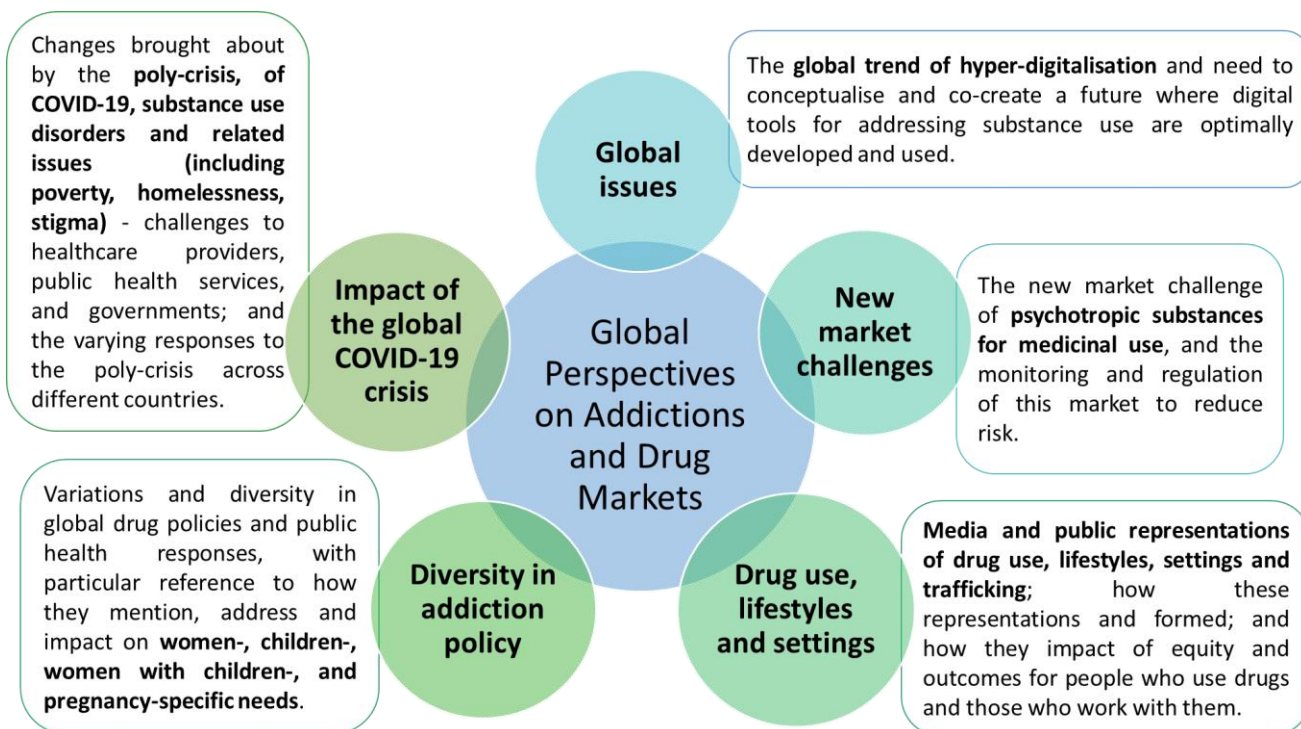 Changes brought about
by the poly-crisis, of
COVID-19, substance use
disorders and related
issues (including
poverty, homelessness,
stigma) - challenges to
healthcare providers,
public health services,
and governments; and
the varying responses to
the poly-crisis across
different countries.
The global trend of hyper-digitalisation and need to
conceptualise and co-create a future where digital
tools for addressing substance use are optimally
developed and used.
Global
issues
Impact of
the global
COVID-19
crisis
New
market
challenges
The new market challenge
of psychotropic substances
for medicinal use, and the
monitoring and regulation
of this market to reduce
risk.
Global
Perspectives
on Addictions
and Drug
Markets
Variations and diversity in
global drug policies and public
health responses, with
particular reference to how
they mention, address and
impact on women-, children-,
women with children-, and
pregnancy-specific needs.
Diversity in
addiction
policy
Drug use,
lifestyles
and settings
Media and public representations
of drug use, lifestyles, settings and
trafficking; how these
representations and formed; and
how they impact of equity and
outcomes for people who use drugs
and those who work with them.